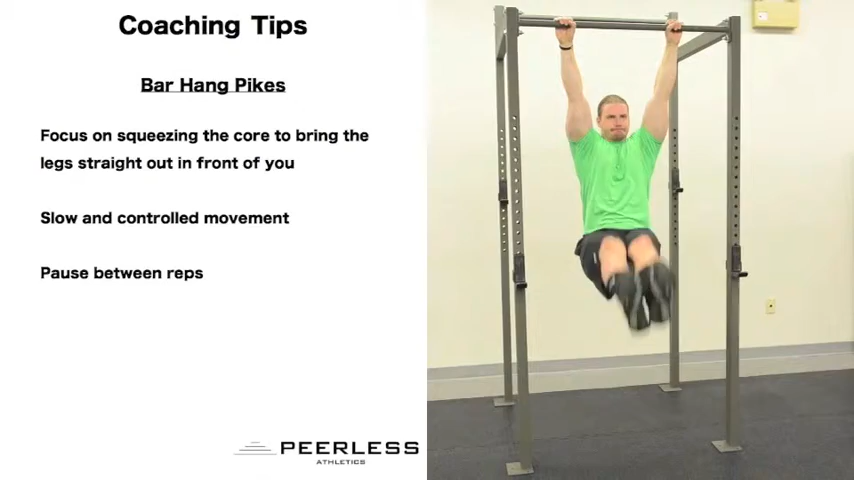 Coaching Tips
Bar Hang Pikes
Focus on squeezing the core to bring the
legs straight out in front of you
Slow and controlled movement
Pause between reps
PEERLESS
ATHLETICS